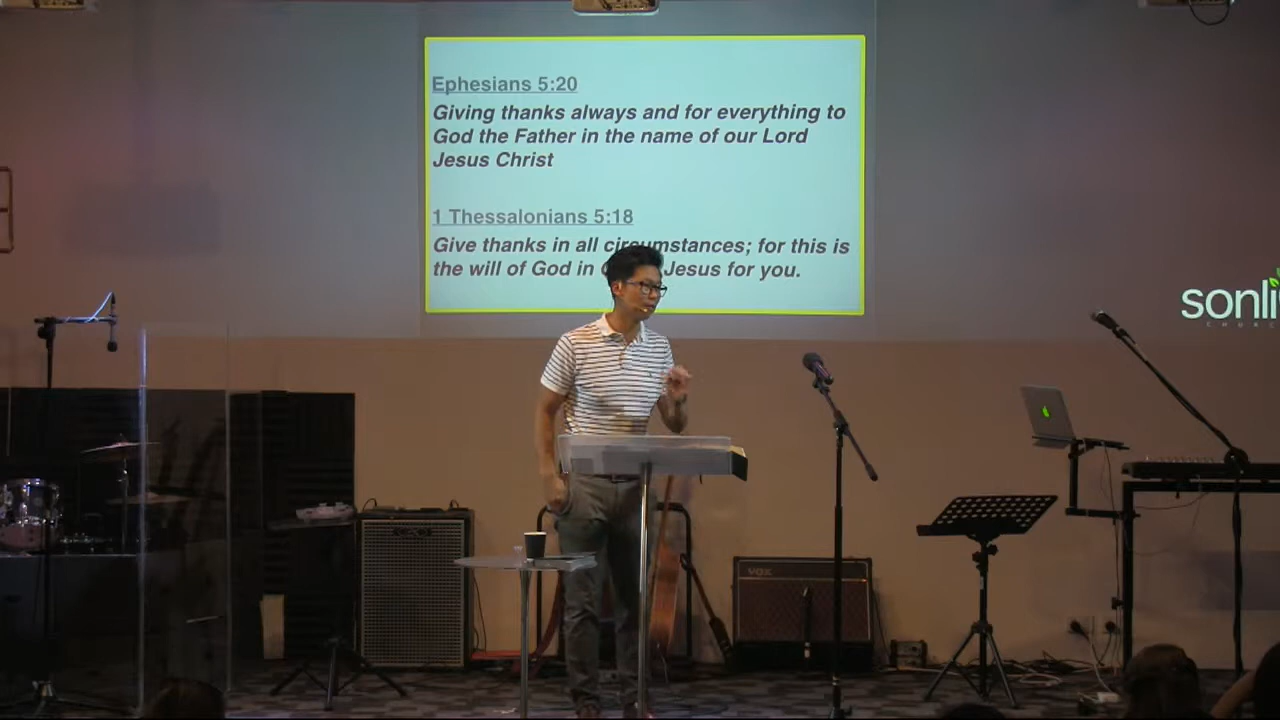 Ephesians 5:20
Giving thanks always and for everything to
God the Father in the name of our Lord
Jesus Christ
1 Thessalonians 5:18
Give thanks in all circumstances; for this is
the will of God in Jesus for you.
sonli
CHURC
VOX